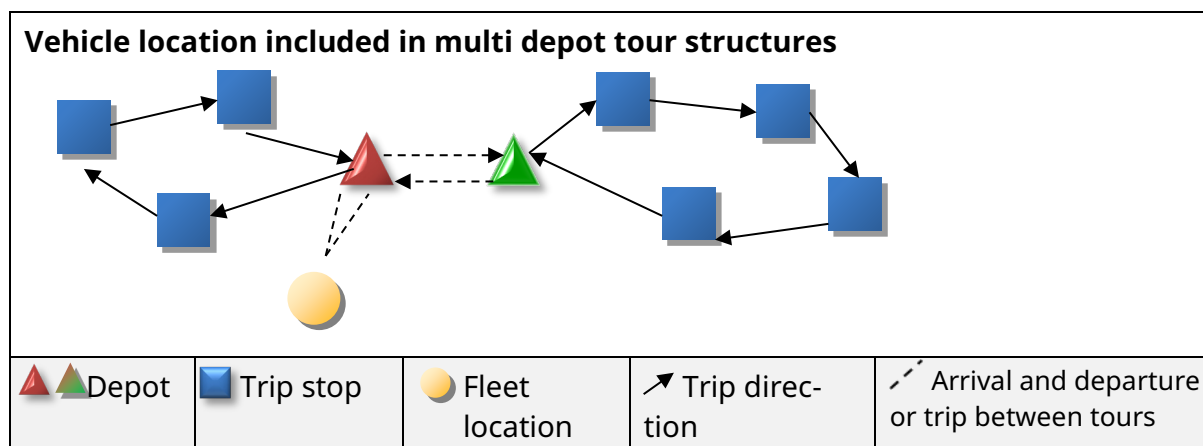 Vehicle location included in multi depot tour structures
Depot
Trip stop
Fleet
location
Trip direc-
tion
Arrival and departure
or trip between tours